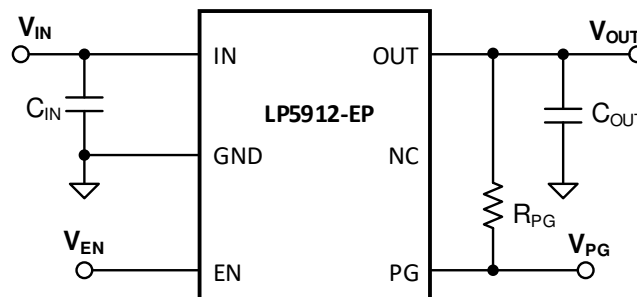 VIN
VOUT
IN
OUT
CIN
LP5912-EP
COUT
GND
NC
RPG
VEN
VPG
EN
PG